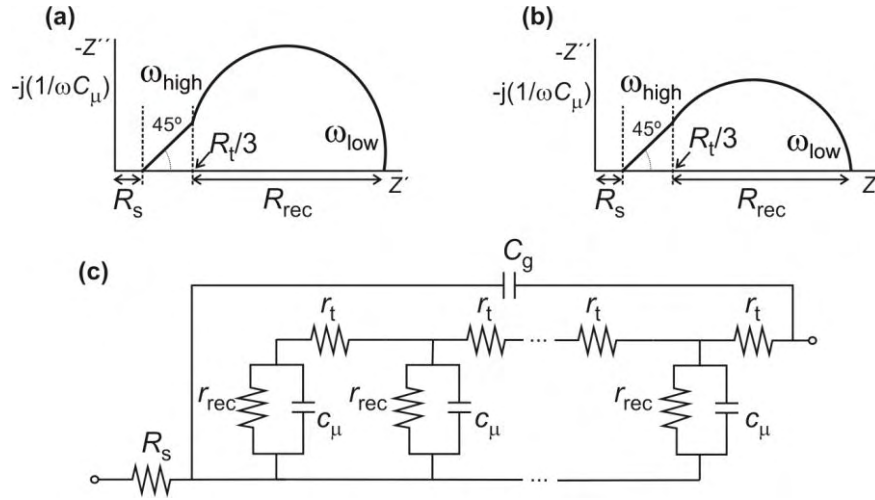 (a)
-Z´´
-j(1/ωCμ)
ωhigh
45º
Rt/3
ωlow
Rs
Rrec
Z´
(b)
-Z´´
-j(1/ωCμ)
ωhigh
45º
Rt/3
ωlow
Rs
Rrec
Z
(c)
Cg
rt
rt
rt
rt
...
rrec
cμ
rrec
cμ
rrec
cμ
Rs
...